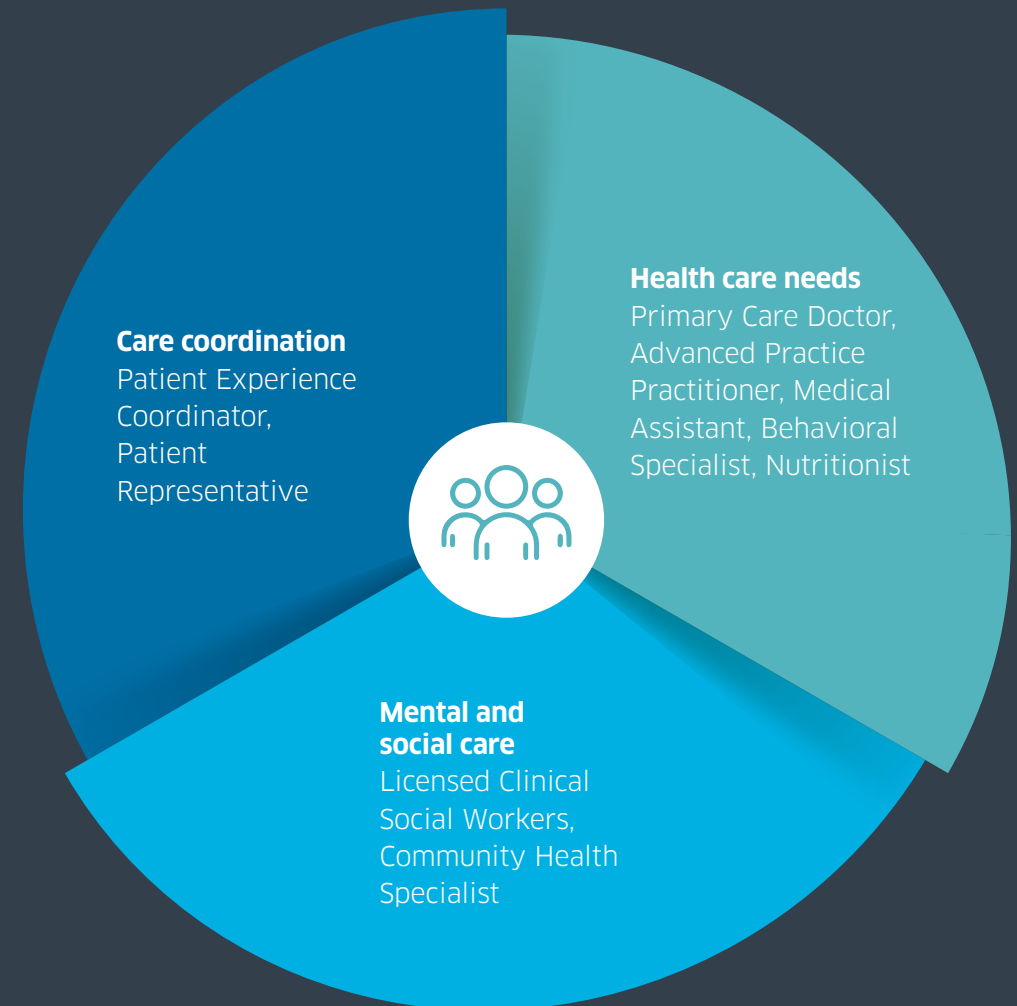 Care coordination
Patient Experience
Coordinator,
Patient
Representative
Health care needs
Primary Care Doctor,
Advanced Practice
Practitioner, Medical
Assistant, Behavioral
Specialist, Nutritionist
Mental and
social care
Licensed Clinical
Social Workers,
Community Health
Specialist